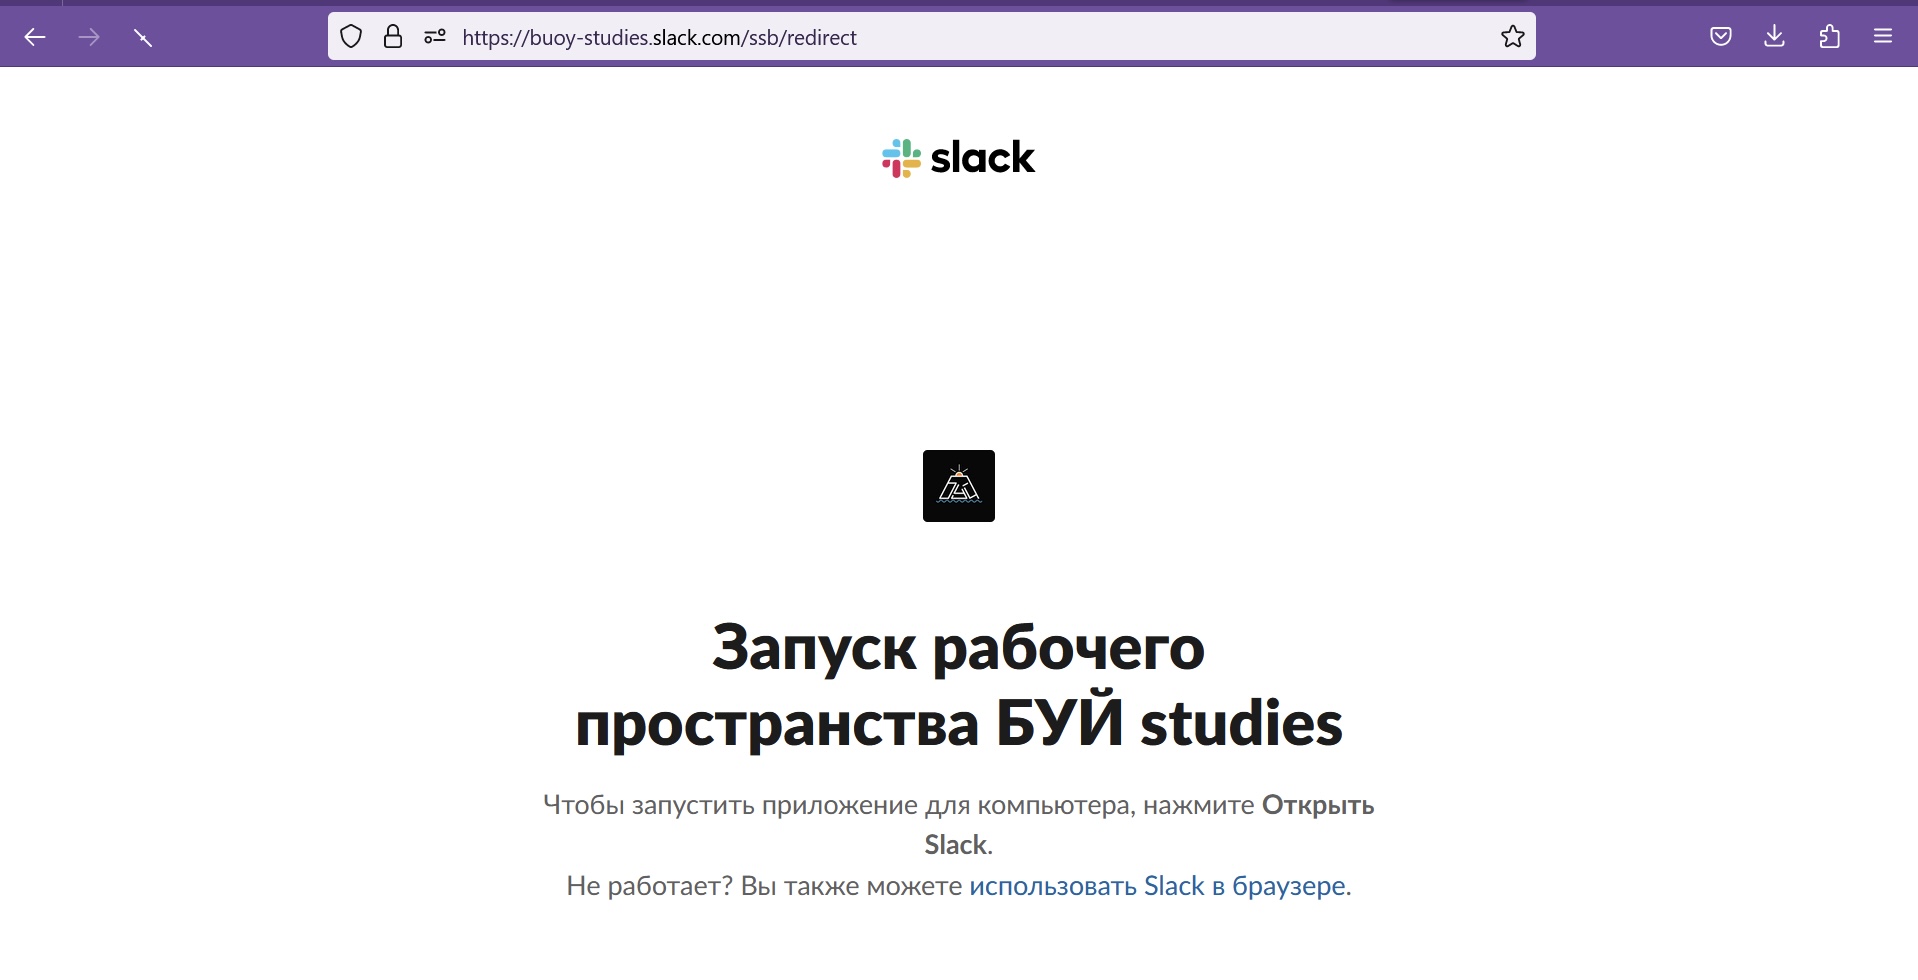 https://buoy-studies.slack.com/ssb/redirect
slack
Запуск рабочего
пространства БУЙ studies
Чтобы запустить приложение для компьютера, нажмите Открыть
Slack.
Не работает? Вы также можете использовать Slack в браузере.